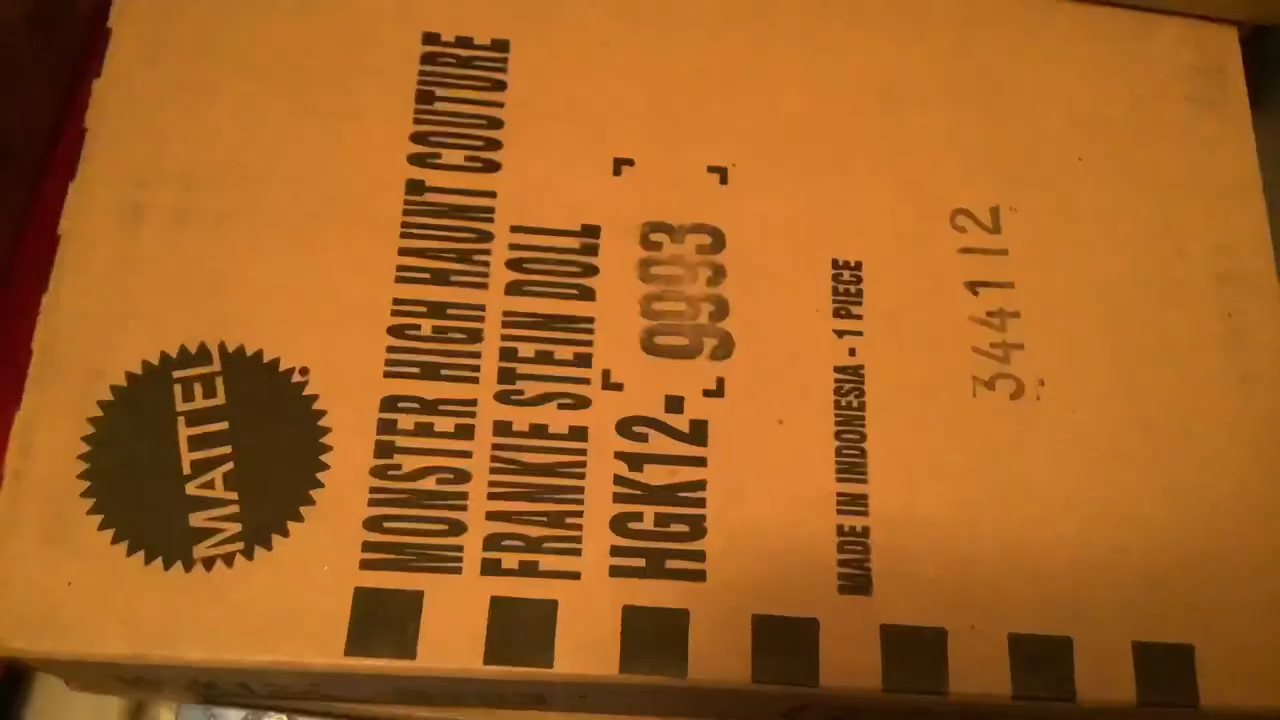 MATTEL
MONSTER HIGH HAUNT COUTURE
FRANKIE STEIN DOLL
HGK12-9993
MADE IN INDONESIA - 1 PIECE
344112